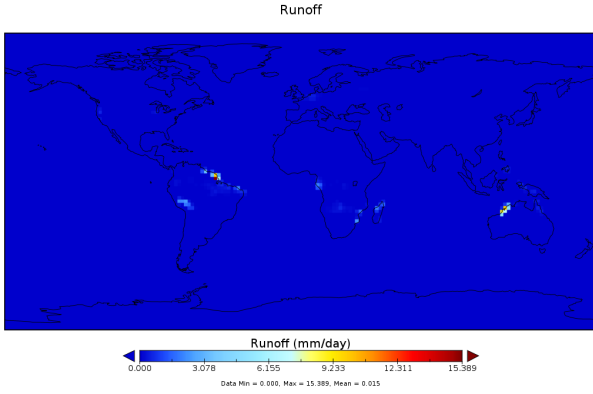 Runoff
Runoff (mm/day)
0.000 3.078 6.155 9.233 12.311 15.389
Data Min = 0.000, Max = 15.389, Mean = 0.015